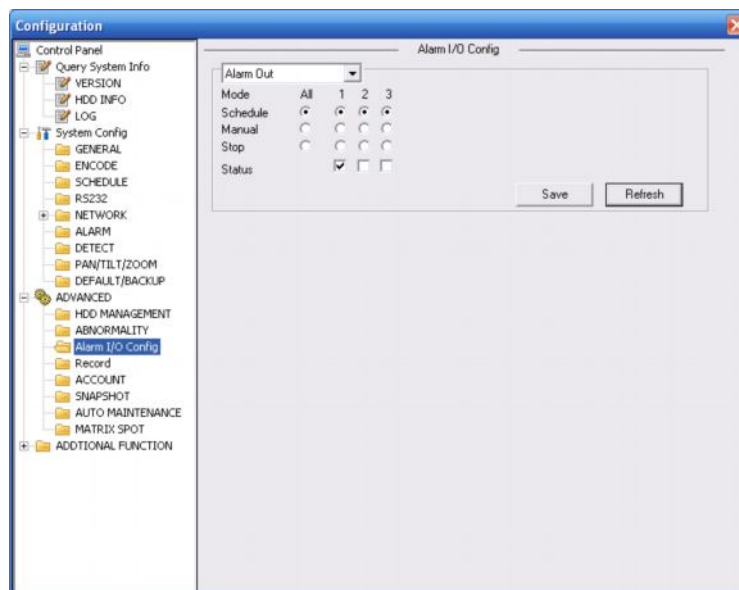 Configuration
Control Panel
Query System Info
VERSION
HDD INFO
LOG
System Config
GENERAL
ENCODE
SCHEDULE
RS232
NETWORK
ALARM
DETECT
PAN/TILT/ZOOM
DEFAULT/BACKUP
ADVANCED
HDD MANAGEMENT
ABNORMALITY
Alarm I/O Config
Record
ACCOUNT
SNAPSHOT
AUTO MAINTENANCE
MATRIX SPOT
ADDTIONAL FUNCTION
Alarm I/O Config
Alarm Out
Mode All 1 2 3
Schedule
Manual
Stop
Status
Save Refresh